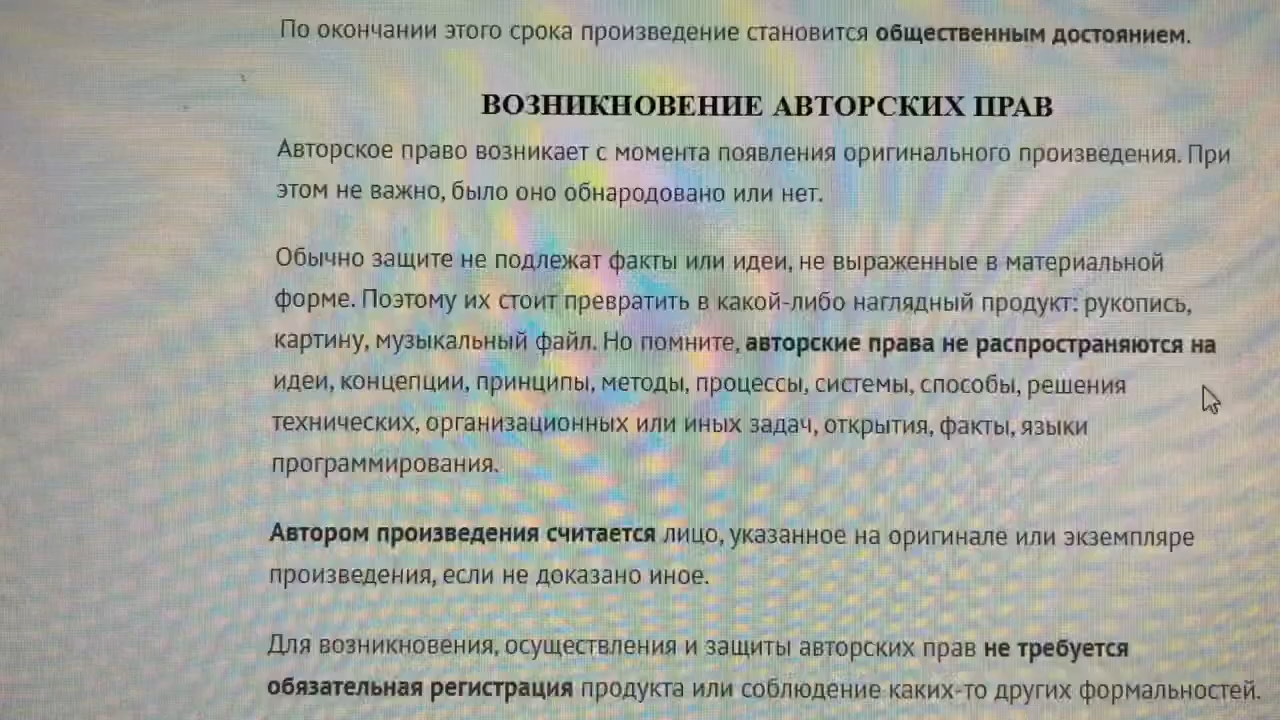 По окончании этого срока произведение становится общественным достоянием.
ВОЗНИКНОВЕНИЕ АВТОРСКИХ ПРАВ
Авторское право возникает с момента появления оригинального произведения. При
этом не важно, было оно обнародовано или нет.
Обычно защите не подлежат факты или идеи, не выраженные в материальной
форме. Поэтому их стоит превратить в какой-либо наглядный продукт: рукопись,
картину, музыкальный файл. Но помните, авторские права не распространяются на
идеи, концепции, принципы, методы, процессы, системы, способы, решения
технических, организационных или иных задач, открытия, факты, языки
программирования.
Автором произведения считается лицо, указанное на оригинале или экземпляре
произведения, если не доказано иное.
Для возникновения, осуществления и защиты авторских прав не требуется
обязательная регистрация продукта или соблюдение каких-то других формальностей.